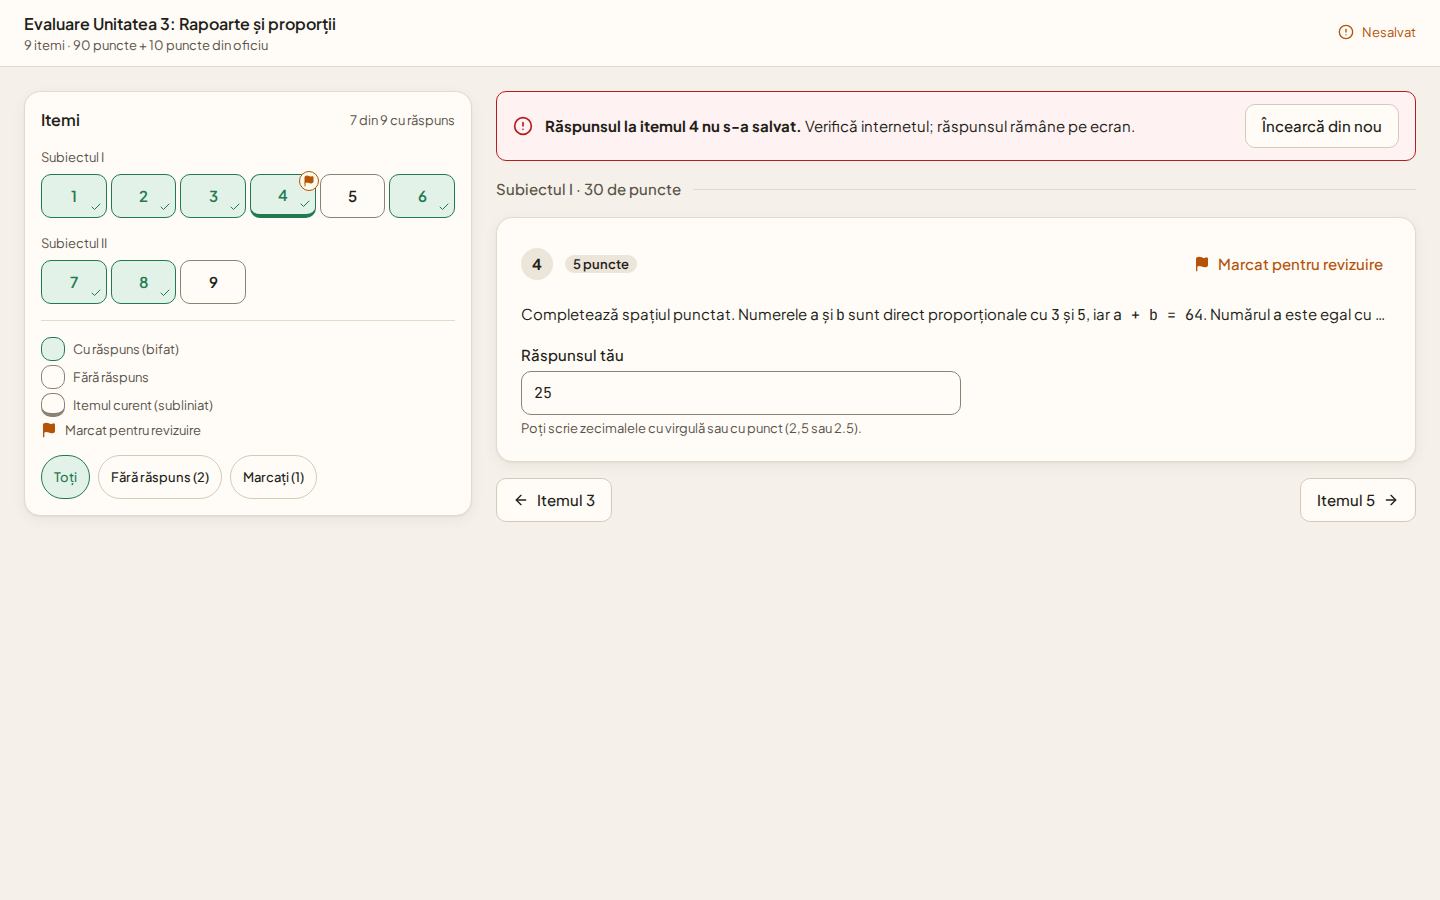 Evaluare Unitatea 3: Rapoarte și proporții
9 itemi · 90 puncte + 10 puncte din oficiu
Nesalvat
Itemi
7 din 9 cu răspuns
Subiectul I
1 2 3 4 5 6
Subiectul II
7 8 9
Cu răspuns (bifat)
Fără răspuns
Itemul curent (subliniat)
Marcat pentru revizuire
Toți
Fără răspuns (2)
Marcați (1)
Răspunsul la itemul 4 nu s-a salvat. Verifică internetul; răspunsul rămâne pe ecran.
Încearcă din nou
Subiectul I · 30 de puncte
4
5 puncte
Marcat pentru revizuire
Completează spațiul punctat. Numerele a și b sunt direct proporționale cu 3 și 5, iar a + b = 64. Numărul a este egal cu …
Răspunsul tău
25
Poți scrie zecimalele cu virgulă sau cu punct (2,5 sau 2.5).
Itemul 3
Itemul 5